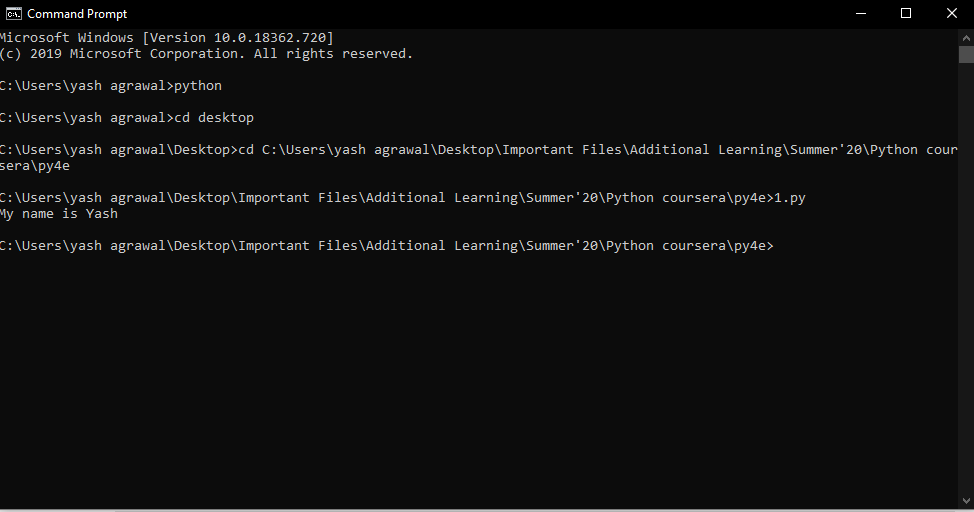 Command Prompt
Microsoft Windows [Version 10.0.18362.720]
(c) 2019 Microsoft Corporation. All rights reserved.
C:\Users\yash agrawal>python
C:\Users\yash agrawal>cd desktop
C:\Users\yash agrawal\Desktop>cd C:\Users\yash agrawal\Desktop\Important Files\Additional Learning\Summer'20\Python cour
sera\py4e
C:\Users\yash agrawal\Desktop\Important Files\Additional Learning\Summer'20\Python coursera\py4e>1.py
My name is Yash
C:\Users\yash agrawal\Desktop\Important Files\Additional Learning\Summer'20\Python coursera\py4e>